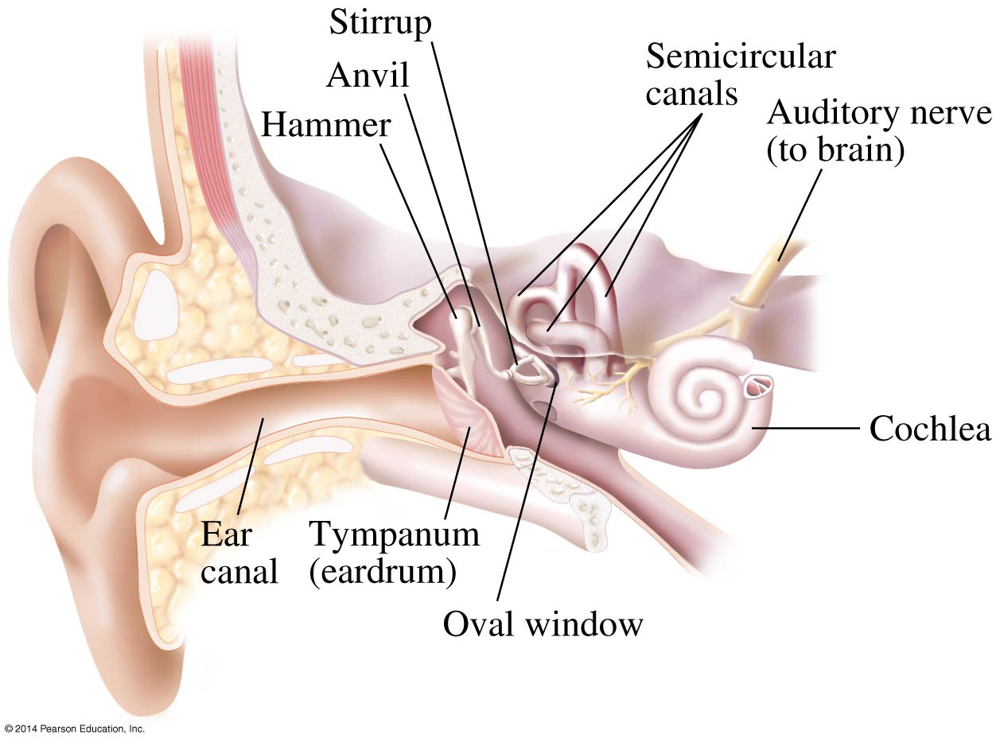 Stirrup
Anvil
Hammer
Semicircular
canals
Auditory nerve
(to brain)
Cochlea
Ear
canal
Tympanum
(eardrum)
Oval window
© 2014 Pearson Education, Inc.